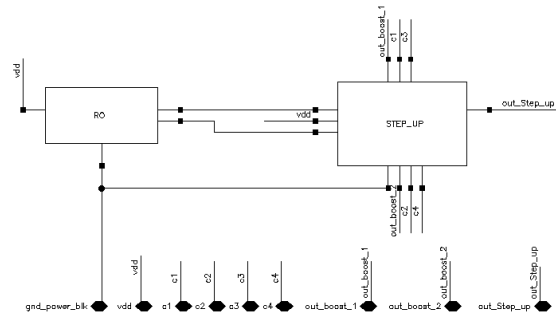 out_boost_1
c1
c3
vdd
RO
vdd
STEP_UP
out_Step_up
out_boost_2
c2
c4
vdd
c1
c2
c3
c4
out_boost_1
out_boost_2
out_Step_up
gnd_power_blk
vdd
c1
c2
c3
c4
out_boost_1
out_boost_2
out_Step_up